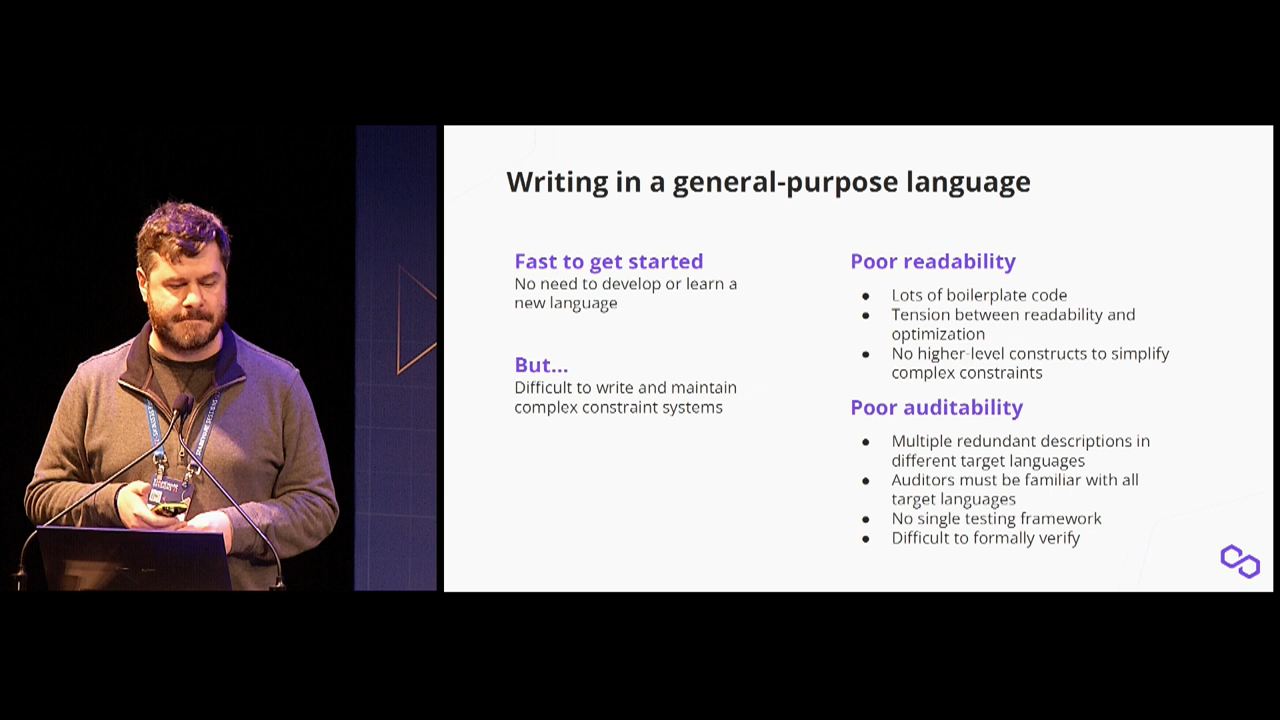 Writing in a general-purpose language
Fast to get started
No need to develop or learn a
new language
But...
Difficult to write and maintain
complex constraint systems
Poor readability
● Lots of boilerplate code
● Tension between readability and
optimization
● No higher-level constructs to simplify
complex constraints
Poor auditability
● Multiple redundant descriptions in
different target languages
● Auditors must be familiar with all
target languages
● No single testing framework
● Difficult to formally verify